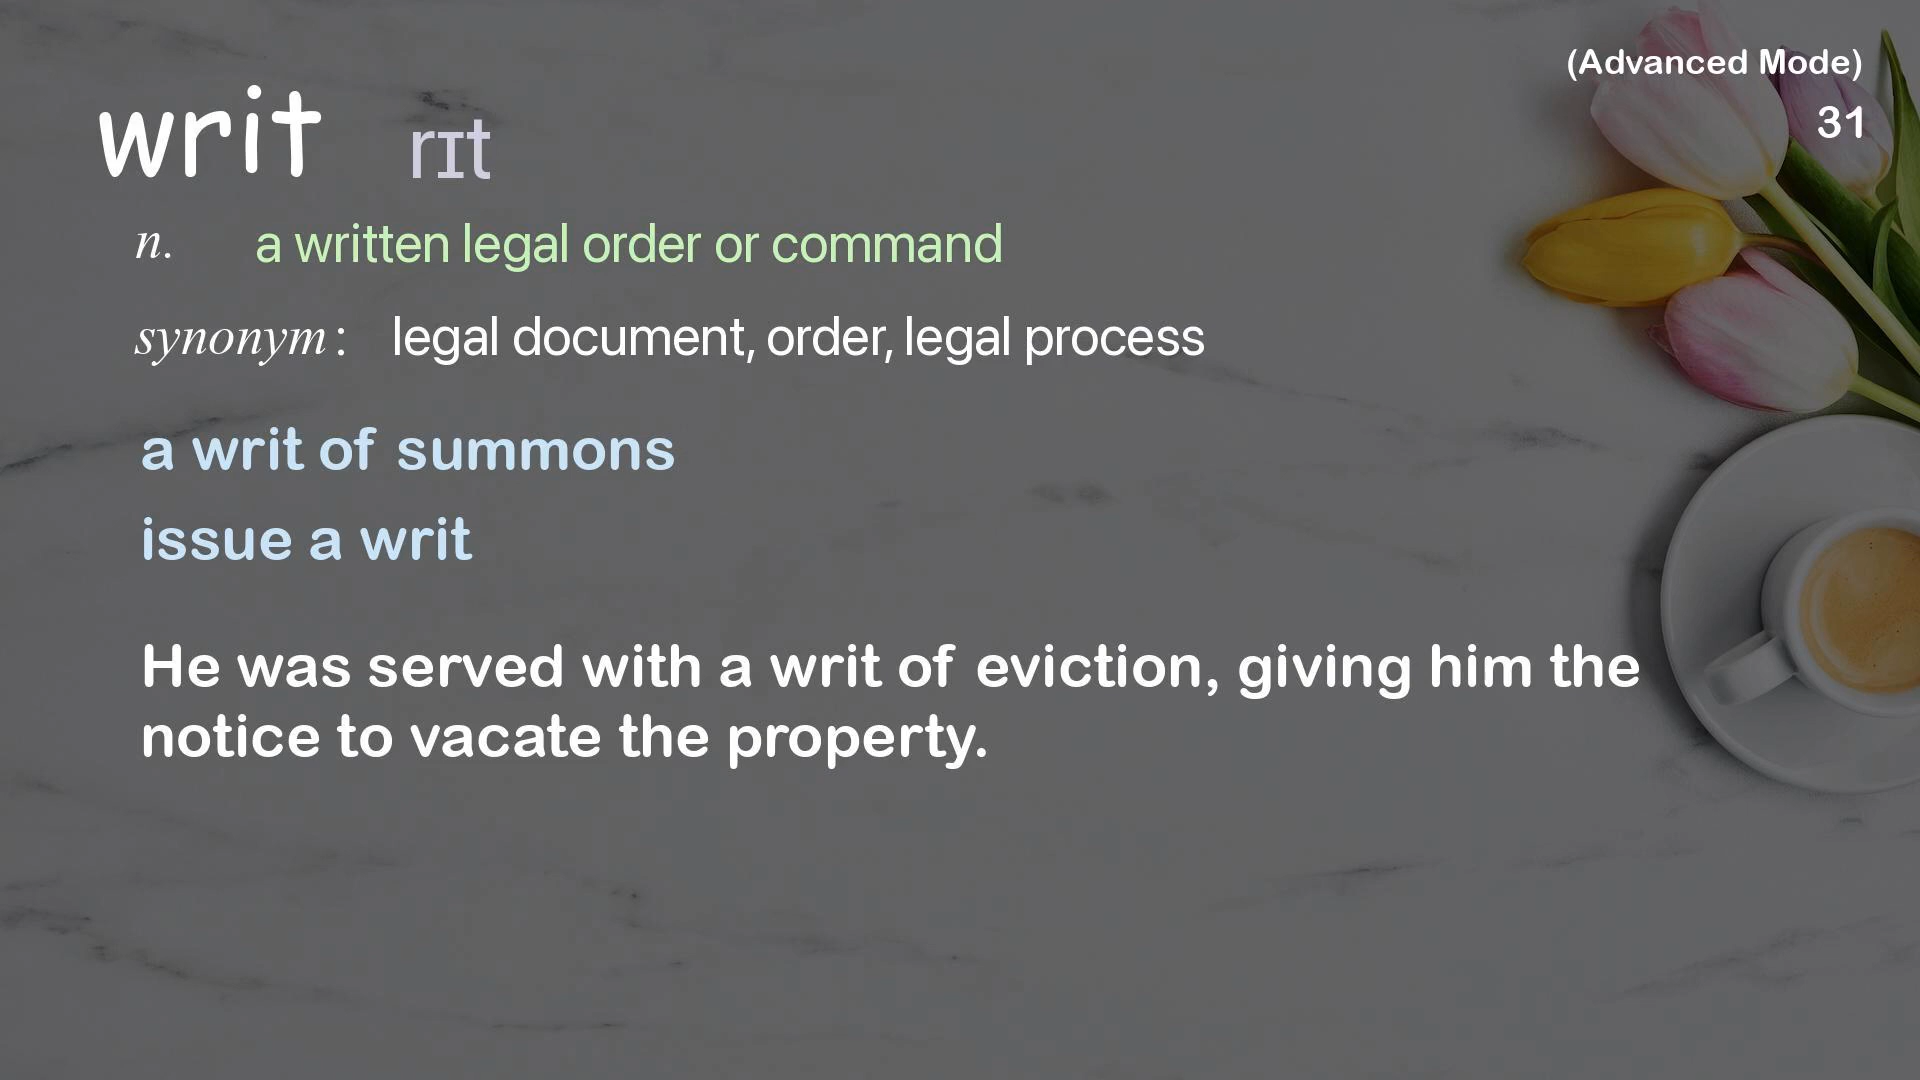 (Advanced Mode)
31
writ rɪt
n. a written legal order or command
synonym: legal document, order, legal process
a writ of summons
issue a writ
He was served with a writ of eviction, giving him the
notice to vacate the property.